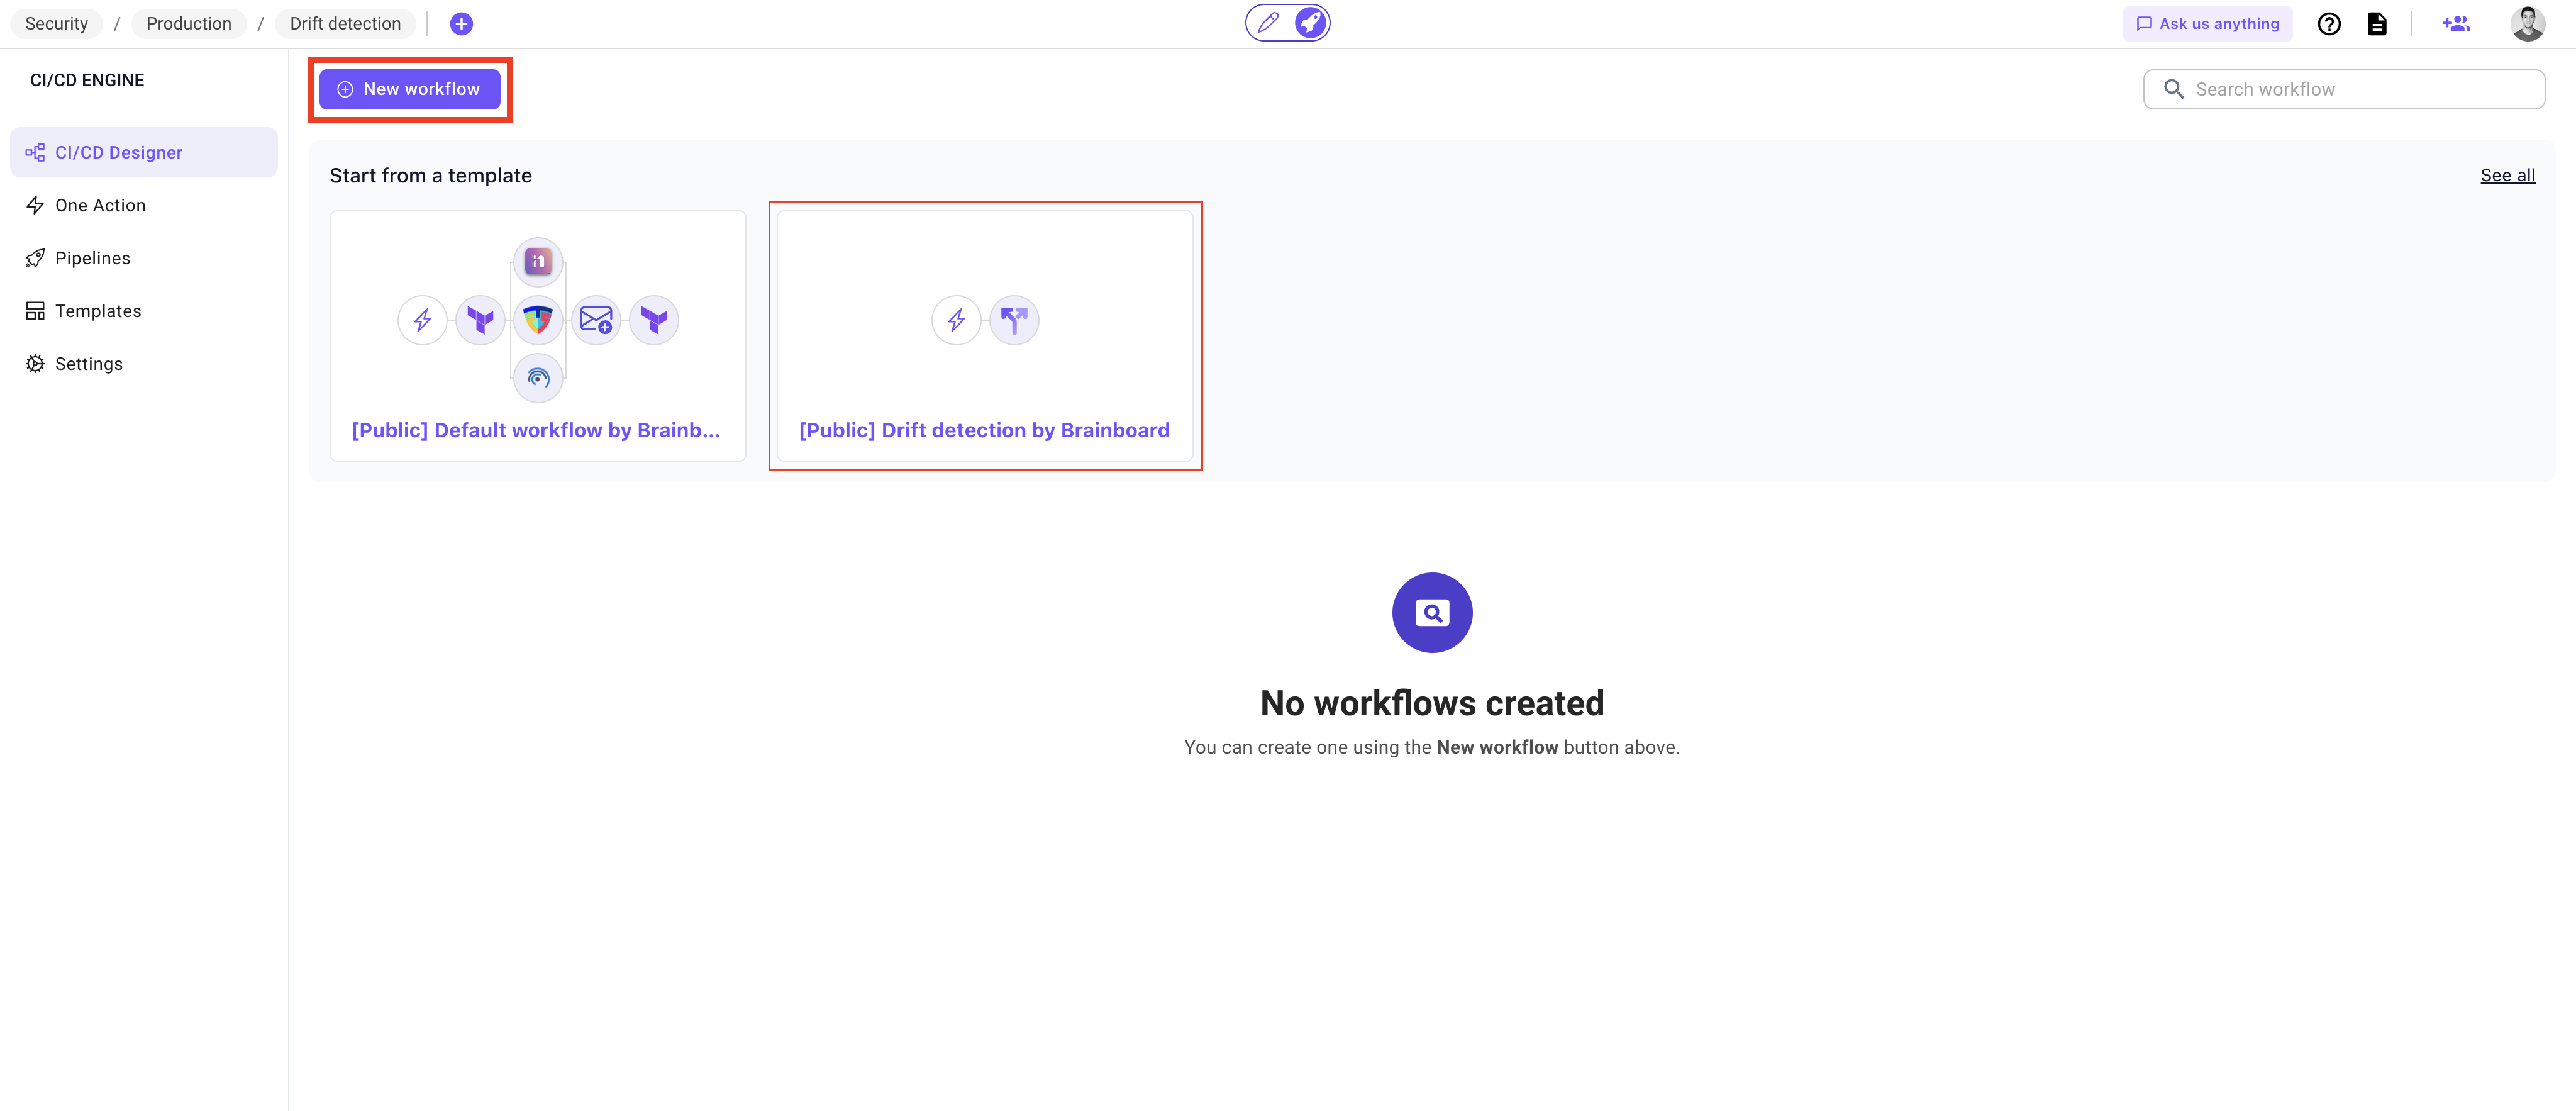 Security / Production / Drift detection
Ask us anything
CI/CD ENGINE
CI/CD Designer
One Action
Pipelines
Templates
Settings
New workflow
Search workflow
Start from a template
See all
[Public] Default workflow by Brainb...
[Public] Drift detection by Brainboard
No workflows created
You can create one using the New workflow button above.